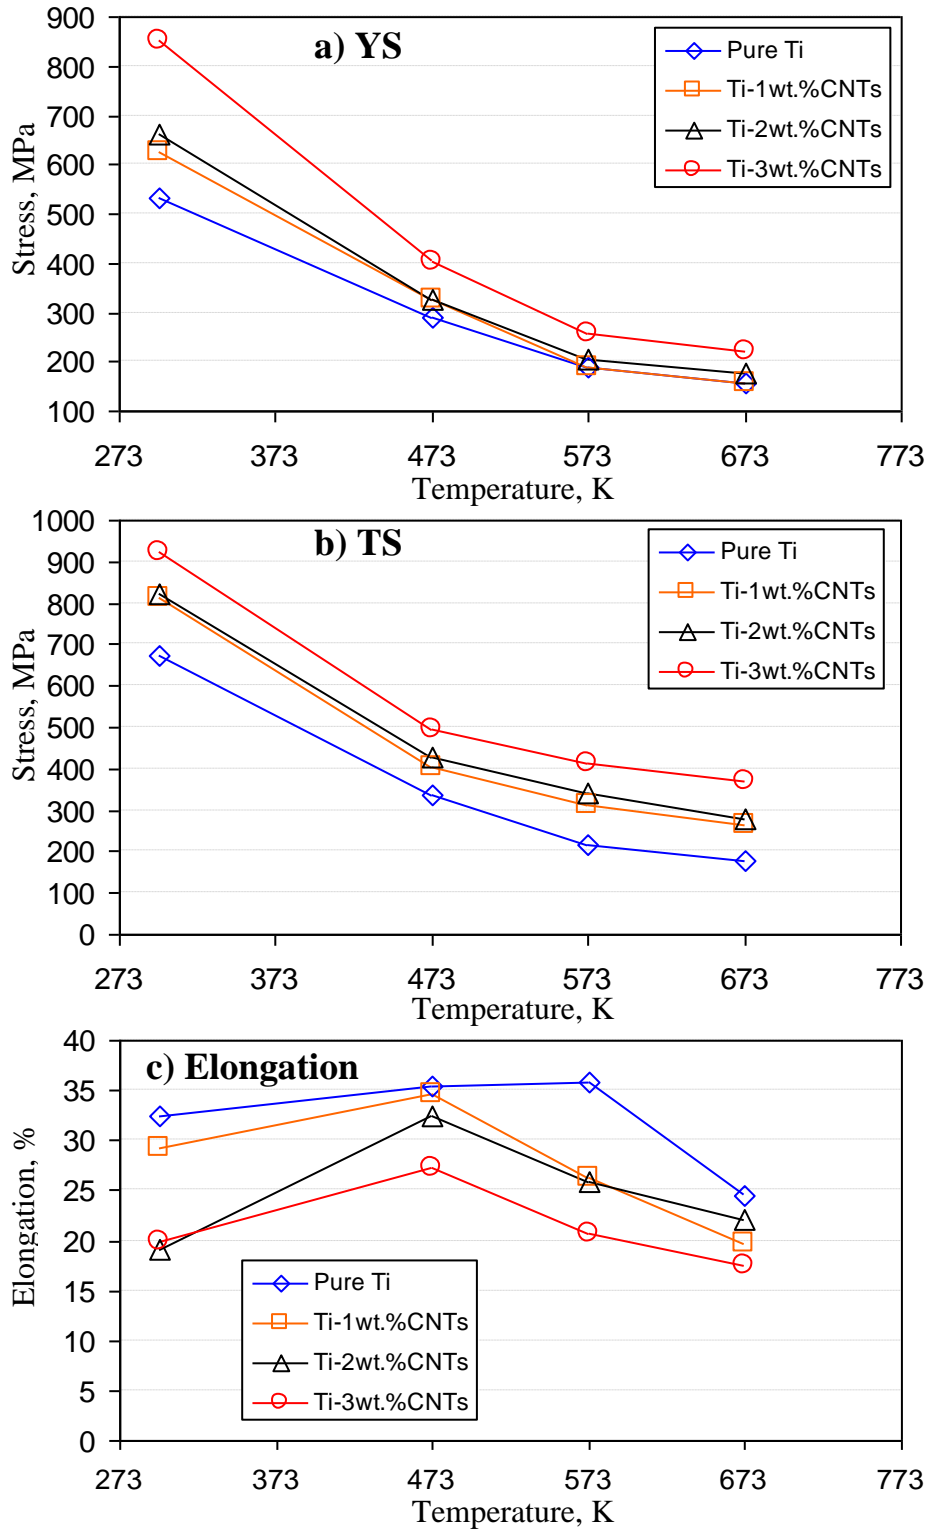 a) YS
Stress, MPa
900
800
700
600
500
400
300
200
100
273 373 473 573 673 773
Temperature, K
Pure Ti
Ti-1wt.%CNTs
Ti-2wt.%CNTs
Ti-3wt.%CNTs
b) TS
Stress, MPa
1000
900
800
700
600
500
400
300
200
100
0
273 373 473 573 673 773
Temperature, K
Pure Ti
Ti-1wt.%CNTs
Ti-2wt.%CNTs
Ti-3wt.%CNTs
c) Elongation
Elongation, %
40
35
30
25
20
15
10
5
0
273 373 473 573 673 773
Temperature, K
Pure Ti
Ti-1wt.%CNTs
Ti-2wt.%CNTs
Ti-3wt.%CNTs